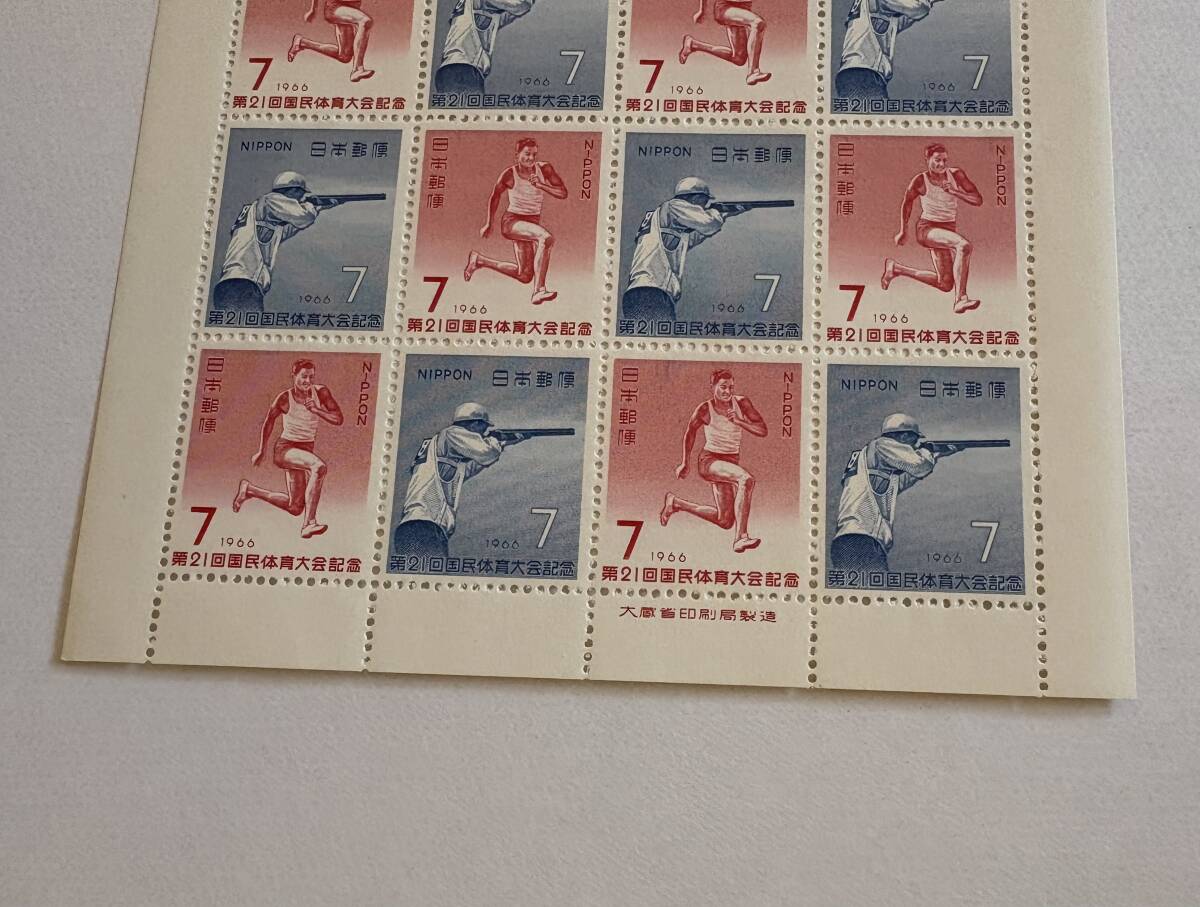 7 1966
第21回国民体育大会記念
1966 7
第21回国民体育大会記念
7 1966
第21回国民体育大会記念
1966 7
第21回国民体育大会記念
NIPPON 日本郵便
1966 7
第21回国民体育大会記念
日本郵便
NIPPON
7 1966
第21回国民体育大会記念
NIPPON 日本郵便
1966 7
第21回国民体育大会記念
日本郵便
NIPPON
7 1966
第21回国民体育大会記念
日本郵便
NIPPON
7 1966
第21回国民体育大会記念
NIPPON 日本郵便
1966 7
第21回国民体育大会記念
日本郵便
NIPPON
7 1966
第21回国民体育大会記念
NIPPON 日本郵便
1966 7
第21回国民体育大会記念
大蔵省印刷局製造